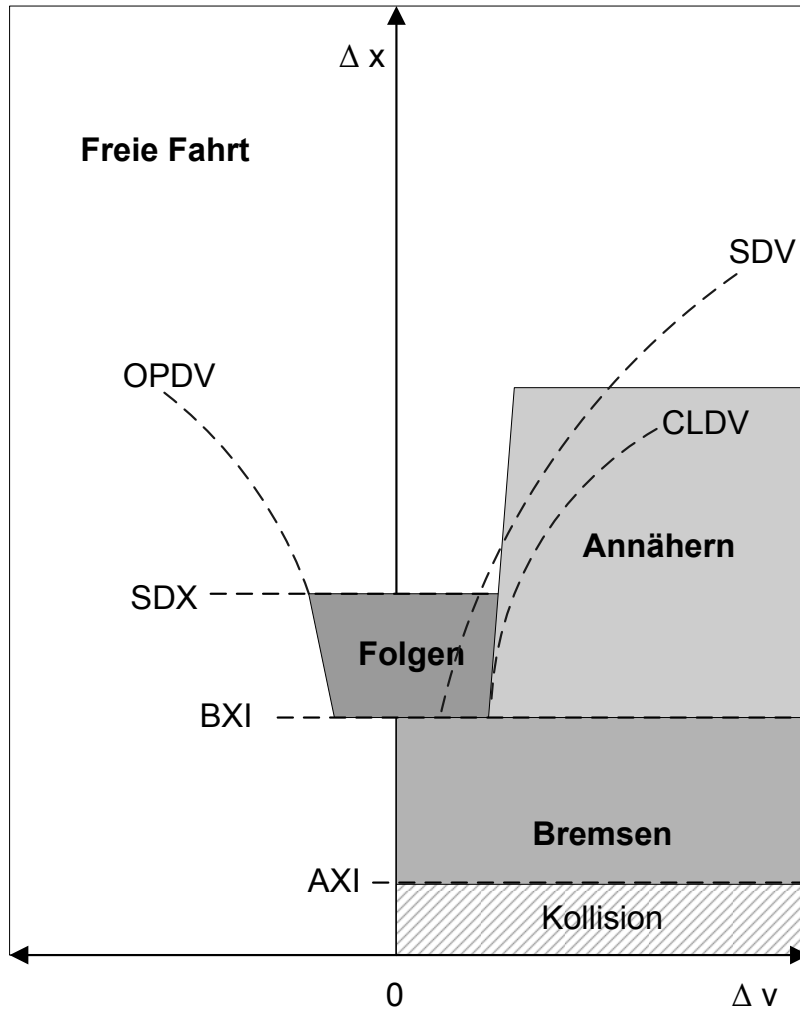 Δ x
Freie Fahrt
SDV
OPDV
CLDV
Annähern
SDX
Folgen
BXI
Bremsen
AXI
Kollision
0
Δ v